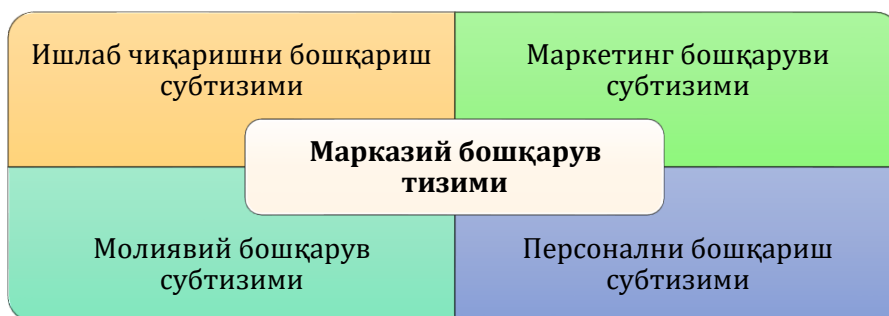 Ишлаб чиқаришни бошқариш
субтизими
Маркетинг бошқаруви
субтизими
Марказий бошқарув
тизими
Молиявий бошқарув
субтизими
Персонални бошқариш
субтизими